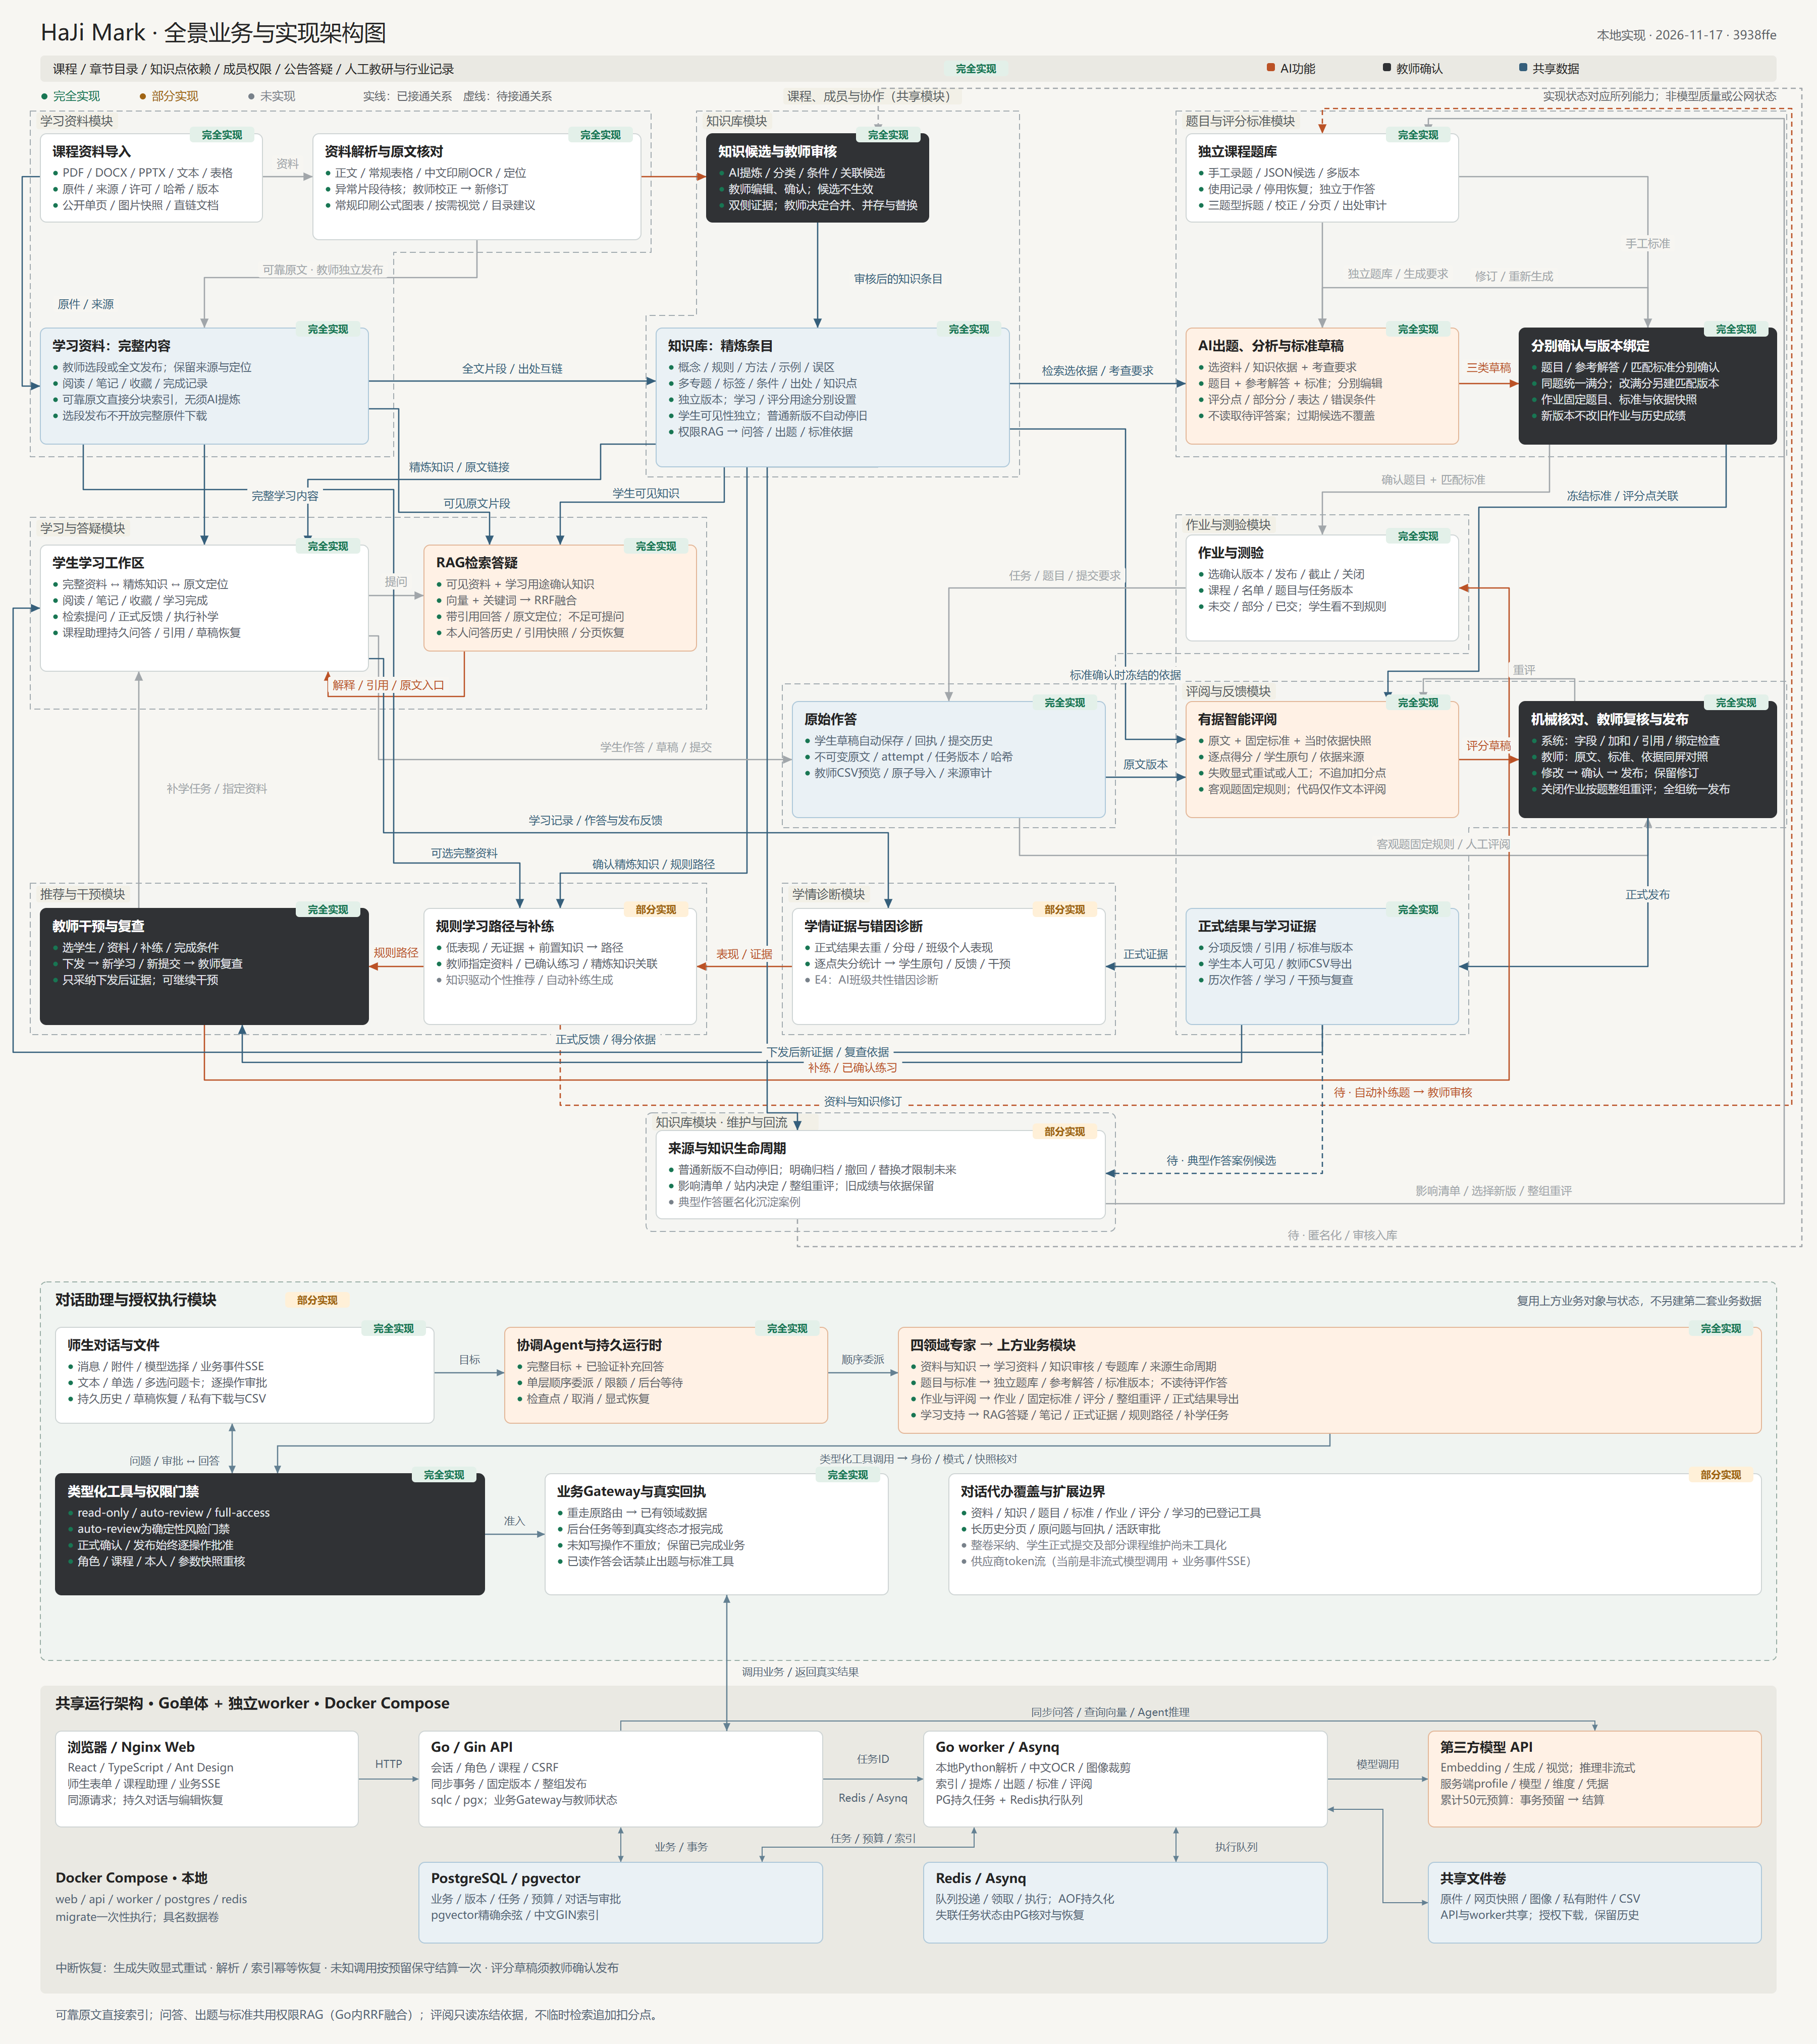 HaJi Mark · 全景业务与实现架构图
本地实现 · 2026-11-17 · 3938ffe
课程 / 章节目录 / 知识点依赖 / 成员权限 / 公告答疑 / 人工教研与行业记录
完全实现
AI功能
教师确认
共享数据
完全实现
部分实现
未实现
实线：已接通关系　虚线：待接通关系
课程、成员与协作（共享模块）
实现状态对应所列能力；非模型质量或公网状态
学习资料模块
完全实现
课程资料导入
PDF / DOCX / PPTX / 文本 / 表格
原件 / 来源 / 许可 / 哈希 / 版本
公开单页 / 图片快照 / 直链文档
资料
完全实现
资料解析与原文核对
正文 / 常规表格 / 中文印刷OCR / 定位
异常片段待核；教师校正 → 新修订
常规印刷公式图表 / 按需视觉 / 目录建议
知识库模块
完全实现
知识候选与教师审核
AI提炼 / 分类 / 条件 / 关联候选
教师编辑、确认；候选不生效
双侧证据；教师决定合并、并存与替换
题目与评分标准模块
完全实现
独立课程题库
手工录题 / JSON候选 / 多版本
使用记录 / 停用恢复；独立于作答
三题型拆题 / 校正 / 分页 / 出处审计
手工标准
可靠原文 · 教师独立发布
审核后的知识条目
独立题库 / 生成要求
修订 / 重新生成
原件 / 来源
完全实现
学习资料：完整内容
教师选段或全文发布；保留来源与定位
阅读 / 笔记 / 收藏 / 完成记录
可靠原文直接分块索引，无须AI提炼
选段发布不开放完整原件下载
全文片段 / 出处互链
完全实现
知识库：精炼条目
概念 / 规则 / 方法 / 示例 / 误区
多专题 / 标签 / 条件 / 出处 / 知识点
独立版本；学习 / 评分用途分别设置
学生可见性独立；普通新版不自动停旧
权限RAG → 问答 / 出题 / 标准依据
检索选依据 / 考查要求
完全实现
AI出题、分析与标准草稿
选资料 / 知识依据 + 考查要求
题目 + 参考解答 + 标准；分别编辑
评分点 / 部分分 / 表达 / 错误条件
不读取待评答案；过期候选不覆盖
三类草稿
完全实现
分别确认与版本绑定
题目 / 参考解答 / 匹配标准分别确认
同题统一满分；改满分另建匹配版本
作业固定题目、标准与依据快照
新版本不改旧作业与历史成绩
精炼知识 / 原文链接
完整学习内容
可见原文片段
学生可见知识
确认题目 + 匹配标准
冻结标准 / 评分点关联
学习与答疑模块
完全实现
学生学习工作区
完整资料 ↔ 精炼知识 ↔ 原文定位
阅读 / 笔记 / 收藏 / 学习完成
检索提问 / 正式反馈 / 执行补学
课程助理持久问答 / 引用 / 草稿恢复
提问
完全实现
RAG检索答疑
可见资料 + 学习用途确认知识
向量 + 关键词 → RRF融合
带引用回答 / 原文定位；不足可提问
本人问答历史 / 引用快照 / 分页恢复
解释 / 引用 / 原文入口
作业与测验模块
完全实现
作业与测验
选确认版本 / 发布 / 截止 / 关闭
课程 / 名单 / 题目与任务版本
未交 / 部分 / 已交；学生看不到规则
任务 / 题目 / 提交要求
标准确认时冻结的依据
重评
学生作答 / 草稿 / 提交
补学任务 / 指定资料
完全实现
原始作答
学生草稿自动保存 / 回执 / 提交历史
不可变原文 / attempt / 任务版本 / 哈希
教师CSV预览 / 原子导入 / 来源审计
原文版本
评阅与反馈模块
完全实现
有据智能评阅
原文 + 固定标准 + 当时依据快照
逐点得分 / 学生原句 / 依据来源
失败显式重试或人工；不追加扣分点
客观题固定规则；代码仅作文本评阅
评分草稿
完全实现
机械核对、教师复核与发布
系统：字段 / 加和 / 引用 / 绑定检查
教师：原文、标准、依据同屏对照
修改 → 确认 → 发布；保留修订
关闭作业按题整组重评；全组统一发布
学习记录 / 作答与发布反馈
可选完整资料
确认精炼知识 / 规则路径
客观题固定规则 / 人工评阅
正式发布
推荐与干预模块
完全实现
教师干预与复查
选学生 / 资料 / 补练 / 完成条件
下发 → 新学习 / 新提交 → 教师复查
只采纳下发后证据；可继续干预
规则路径
部分实现
规则学习路径与补练
低表现 / 无证据 + 前置知识 → 路径
教师指定资料 / 已确认练习 / 精炼知识关联
知识驱动个性推荐 / 自动补练生成
表现 / 证据
学情诊断模块
部分实现
学情证据与错因诊断
正式结果去重 / 分母 / 班级个人表现
逐点失分统计 → 学生原句 / 反馈 / 干预
E4：AI班级共性错因诊断
正式证据
完全实现
正式结果与学习证据
分项反馈 / 引用 / 标准与版本
学生本人可见 / 教师CSV导出
历次作答 / 学习 / 干预与复查
正式反馈 / 得分依据
下发后新证据 / 复查依据
补练 / 已确认练习
待 · 自动补练题 → 教师审核
资料与知识修订
知识库模块 · 维护与回流
部分实现
来源与知识生命周期
普通新版不自动停旧；明确归档 / 撤回 / 替换才限制未来
影响清单 / 站内决定 / 整组重评；旧成绩与依据保留
典型作答匿名化沉淀案例
待 · 典型作答案例候选
影响清单 / 选择新版 / 整组重评
待 · 匿名化 / 审核入库
对话助理与授权执行模块
部分实现
复用上方业务对象与状态，不另建第二套业务数据
完全实现
师生对话与文件
消息 / 附件 / 模型选择 / 业务事件SSE
文本 / 单选 / 多选问题卡；逐操作审批
持久历史 / 草稿恢复 / 私有下载与CSV
目标
完全实现
协调Agent与持久运行时
完整目标 + 已验证补充回答
单层顺序委派 / 限额 / 后台等待
检查点 / 取消 / 显式恢复
顺序委派
完全实现
四领域专家 → 上方业务模块
资料与知识 → 学习资料 / 知识审核 / 专题库 / 来源生命周期
题目与标准 → 独立题库 / 参考解答 / 标准版本；不读待评作答
作业与评阅 → 作业 / 固定标准 / 评分 / 整组重评 / 正式结果导出
学习支持 → RAG答疑 / 笔记 / 正式证据 / 规则路径 / 补学任务
问题 / 审批 ↔ 回答
类型化工具调用 → 身份 / 模式 / 快照核对
完全实现
类型化工具与权限门禁
read-only / auto-review / full-access
auto-review为确定性风险门禁
正式确认 / 发布始终逐操作批准
角色 / 课程 / 本人 / 参数快照重核
准入
完全实现
业务Gateway与真实回执
重走原路由 → 已有领域数据
后台任务等到真实终态才报完成
未知写操作不重放；保留已完成业务
已读作答会话禁止出题与标准工具
部分实现
对话代办覆盖与扩展边界
资料 / 知识 / 题目 / 标准 / 作业 / 评分 / 学习的已登记工具
长历史分页 / 原问题与回执 / 活跃审批
整卷采纳、学生正式提交及部分课程维护尚未工具化
供应商token流（当前是非流式模型调用 + 业务事件SSE）
调用业务 / 返回真实结果
共享运行架构 • Go单体 + 独立worker • Docker Compose
同步问答 / 查询向量 / Agent推理
浏览器 / Nginx Web
React / TypeScript / Ant Design
师生表单 / 课程助理 / 业务SSE
同源请求；持久对话与编辑恢复
HTTP
Go / Gin API
会话 / 角色 / 课程 / CSRF
同步事务 / 固定版本 / 整组发布
sqlc / pgx；业务Gateway与教师状态
任务ID
Redis / Asynq
Go worker / Asynq
本地Python解析 / 中文OCR / 图像裁剪
索引 / 提炼 / 出题 / 标准 / 评阅
PG持久任务 + Redis执行队列
模型调用
第三方模型 API
Embedding / 生成 / 视觉；推理非流式
服务端profile / 模型 / 维度 / 凭据
累计50元预算：事务预留 → 结算
业务 / 事务
任务 / 预算 / 索引
执行队列
Docker Compose • 本地
web / api / worker / postgres / redis
migrate一次性执行；具名数据卷
PostgreSQL / pgvector
业务 / 版本 / 任务 / 预算 / 对话与审批
pgvector精确余弦 / 中文GIN索引
Redis / Asynq
队列投递 / 领取 / 执行；AOF持久化
失联任务状态由PG核对与恢复
共享文件卷
原件 / 网页快照 / 图像 / 私有附件 / CSV
API与worker共享；授权下载，保留历史
中断恢复：生成失败显式重试 · 解析 / 索引幂等恢复 · 未知调用按预留保守结算一次 · 评分草稿须教师确认发布
可靠原文直接索引；问答、出题与标准共用权限RAG（Go内RRF融合）；评阅只读冻结依据，不临时检索追加扣分点。